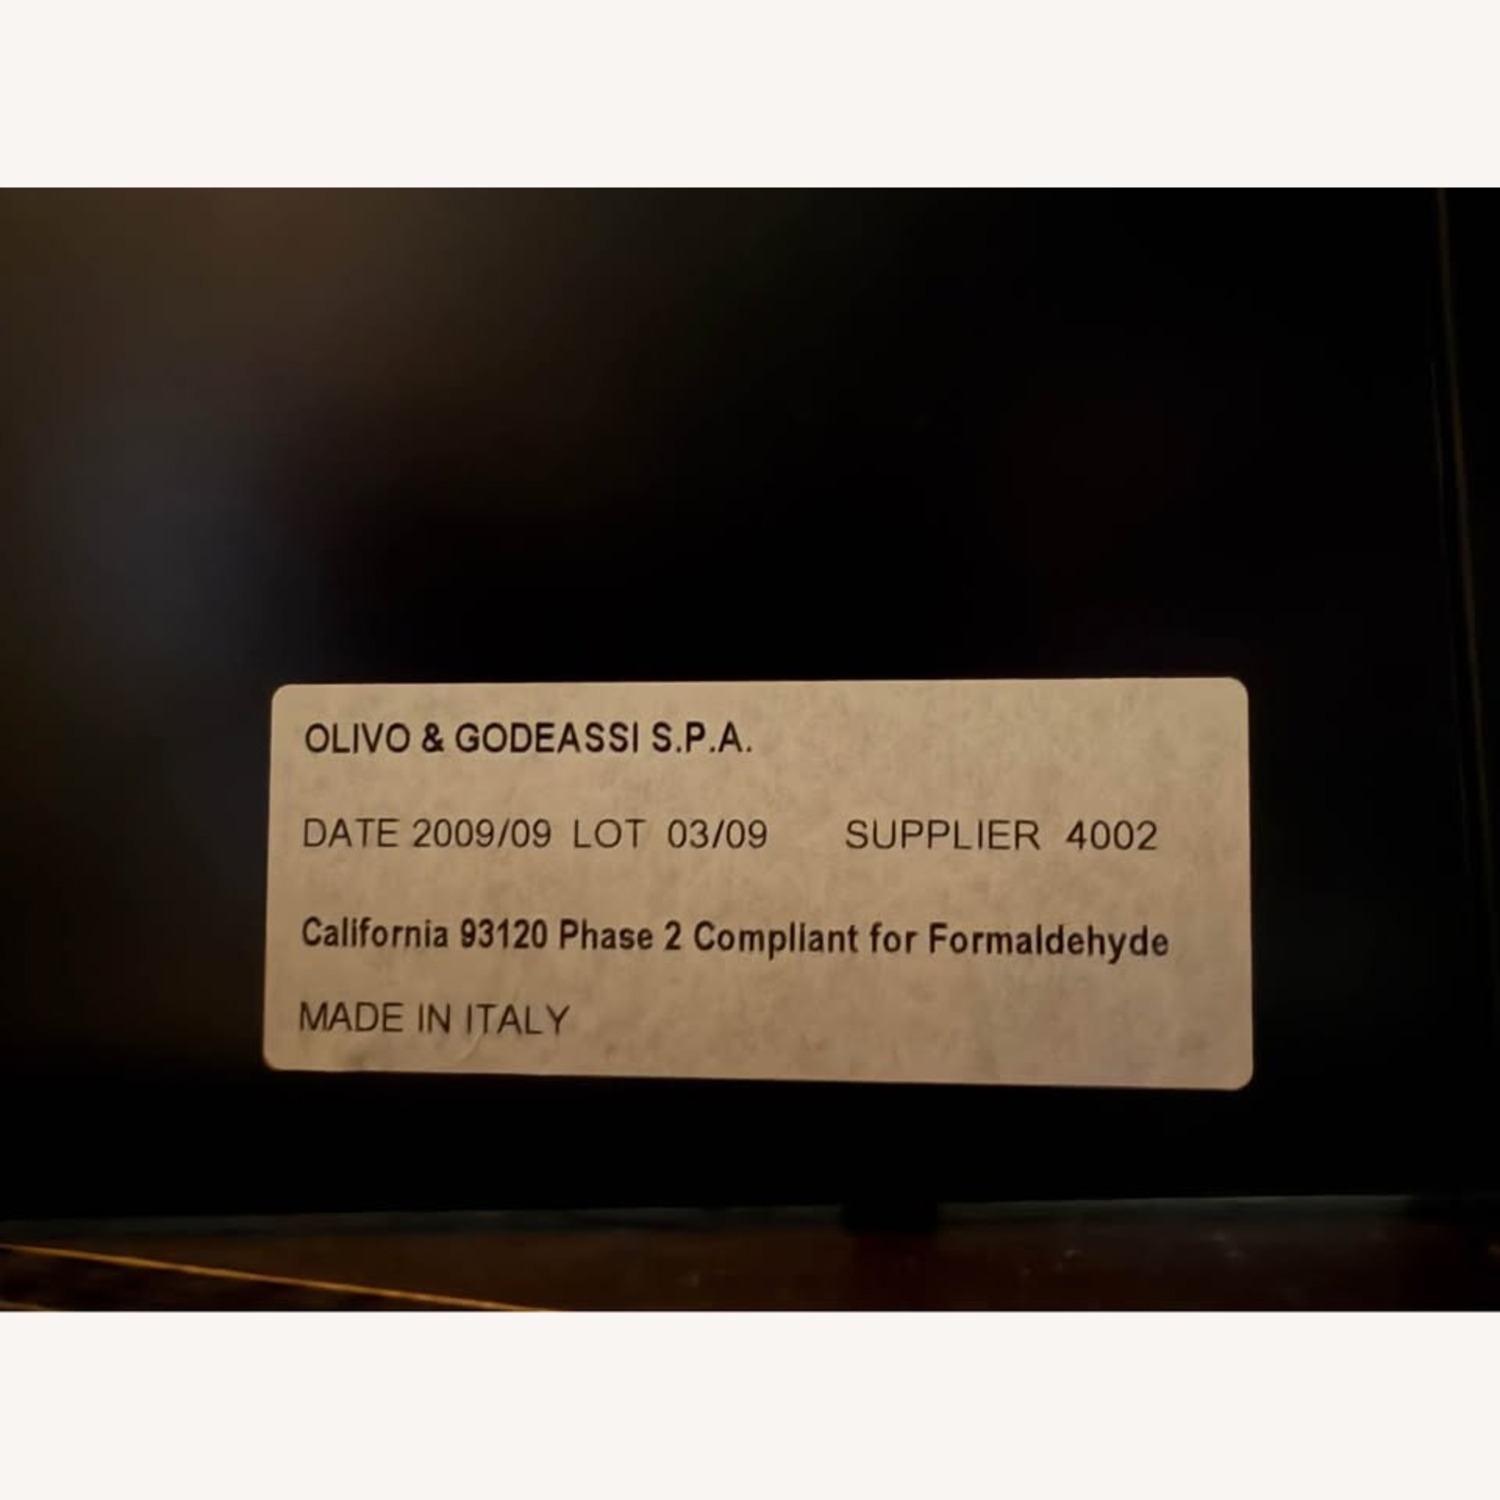 OLIVO & GODEASSI S.P.A.
DATE 2009/09 LOT 03/09 SUPPLIER 4002
California 93120 Phase 2 Compliant for Formaldehyde
MADE IN ITALY